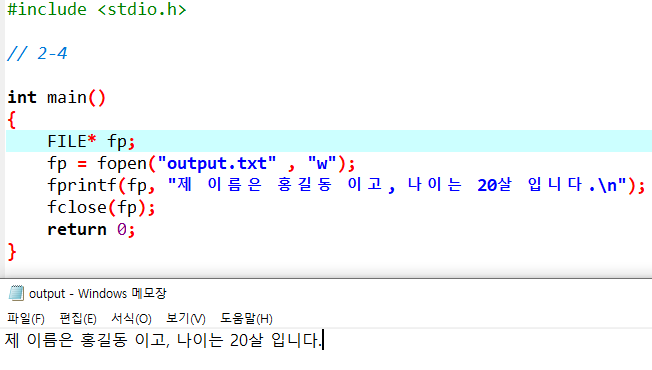 #include <stdio.h>
// 2-4
int main()
{
FILE* fp;
fp = fopen("output.txt" , "w");
fprintf(fp, "제 이름은 홍길동 이고, 나이는 20살 입니다.\n");
fclose(fp);
return 0;
}
output - Windows 메모장
파일(F) 편집(E) 서식(O) 보기(V) 도움말(H)
제 이름은 홍길동 이고, 나이는 20살 입니다.